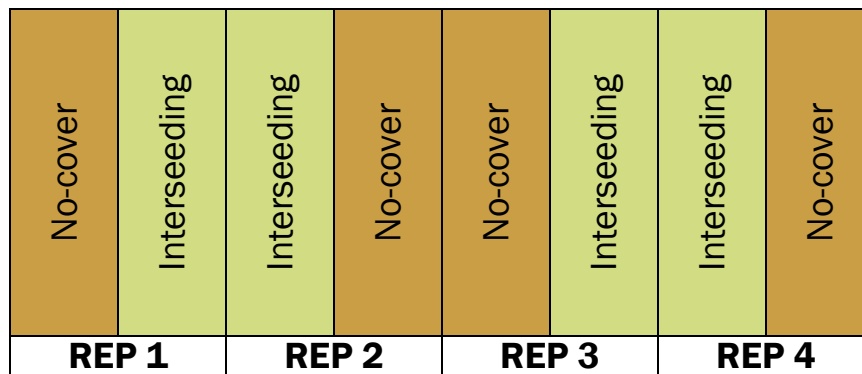 No-cover
Interseeding
Interseeding
No-cover
No-cover
Interseeding
Interseeding
No-cover
REP 1
REP 2
REP 3
REP 4